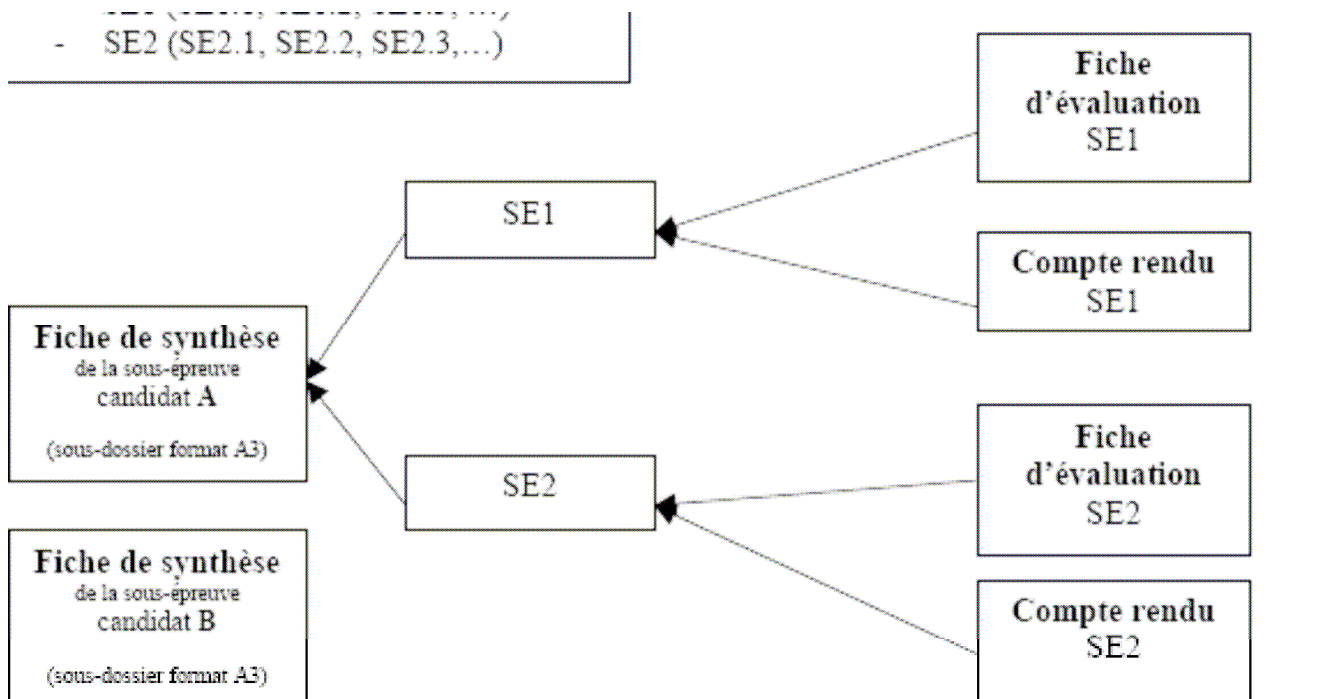 - SE2 (SE2.1, SE2.2, SE2.3,…)
Fiche
d’évaluation
SE1
SE1
Compte rendu
SE1
Fiche de synthèse
de la sous-épreuve
candidat A
(sous-dossier format A3)
SE2
Fiche
d’évaluation
SE2
Fiche de synthèse
de la sous-épreuve
candidat B
(sous-dossier format A3)
Compte rendu
SE2